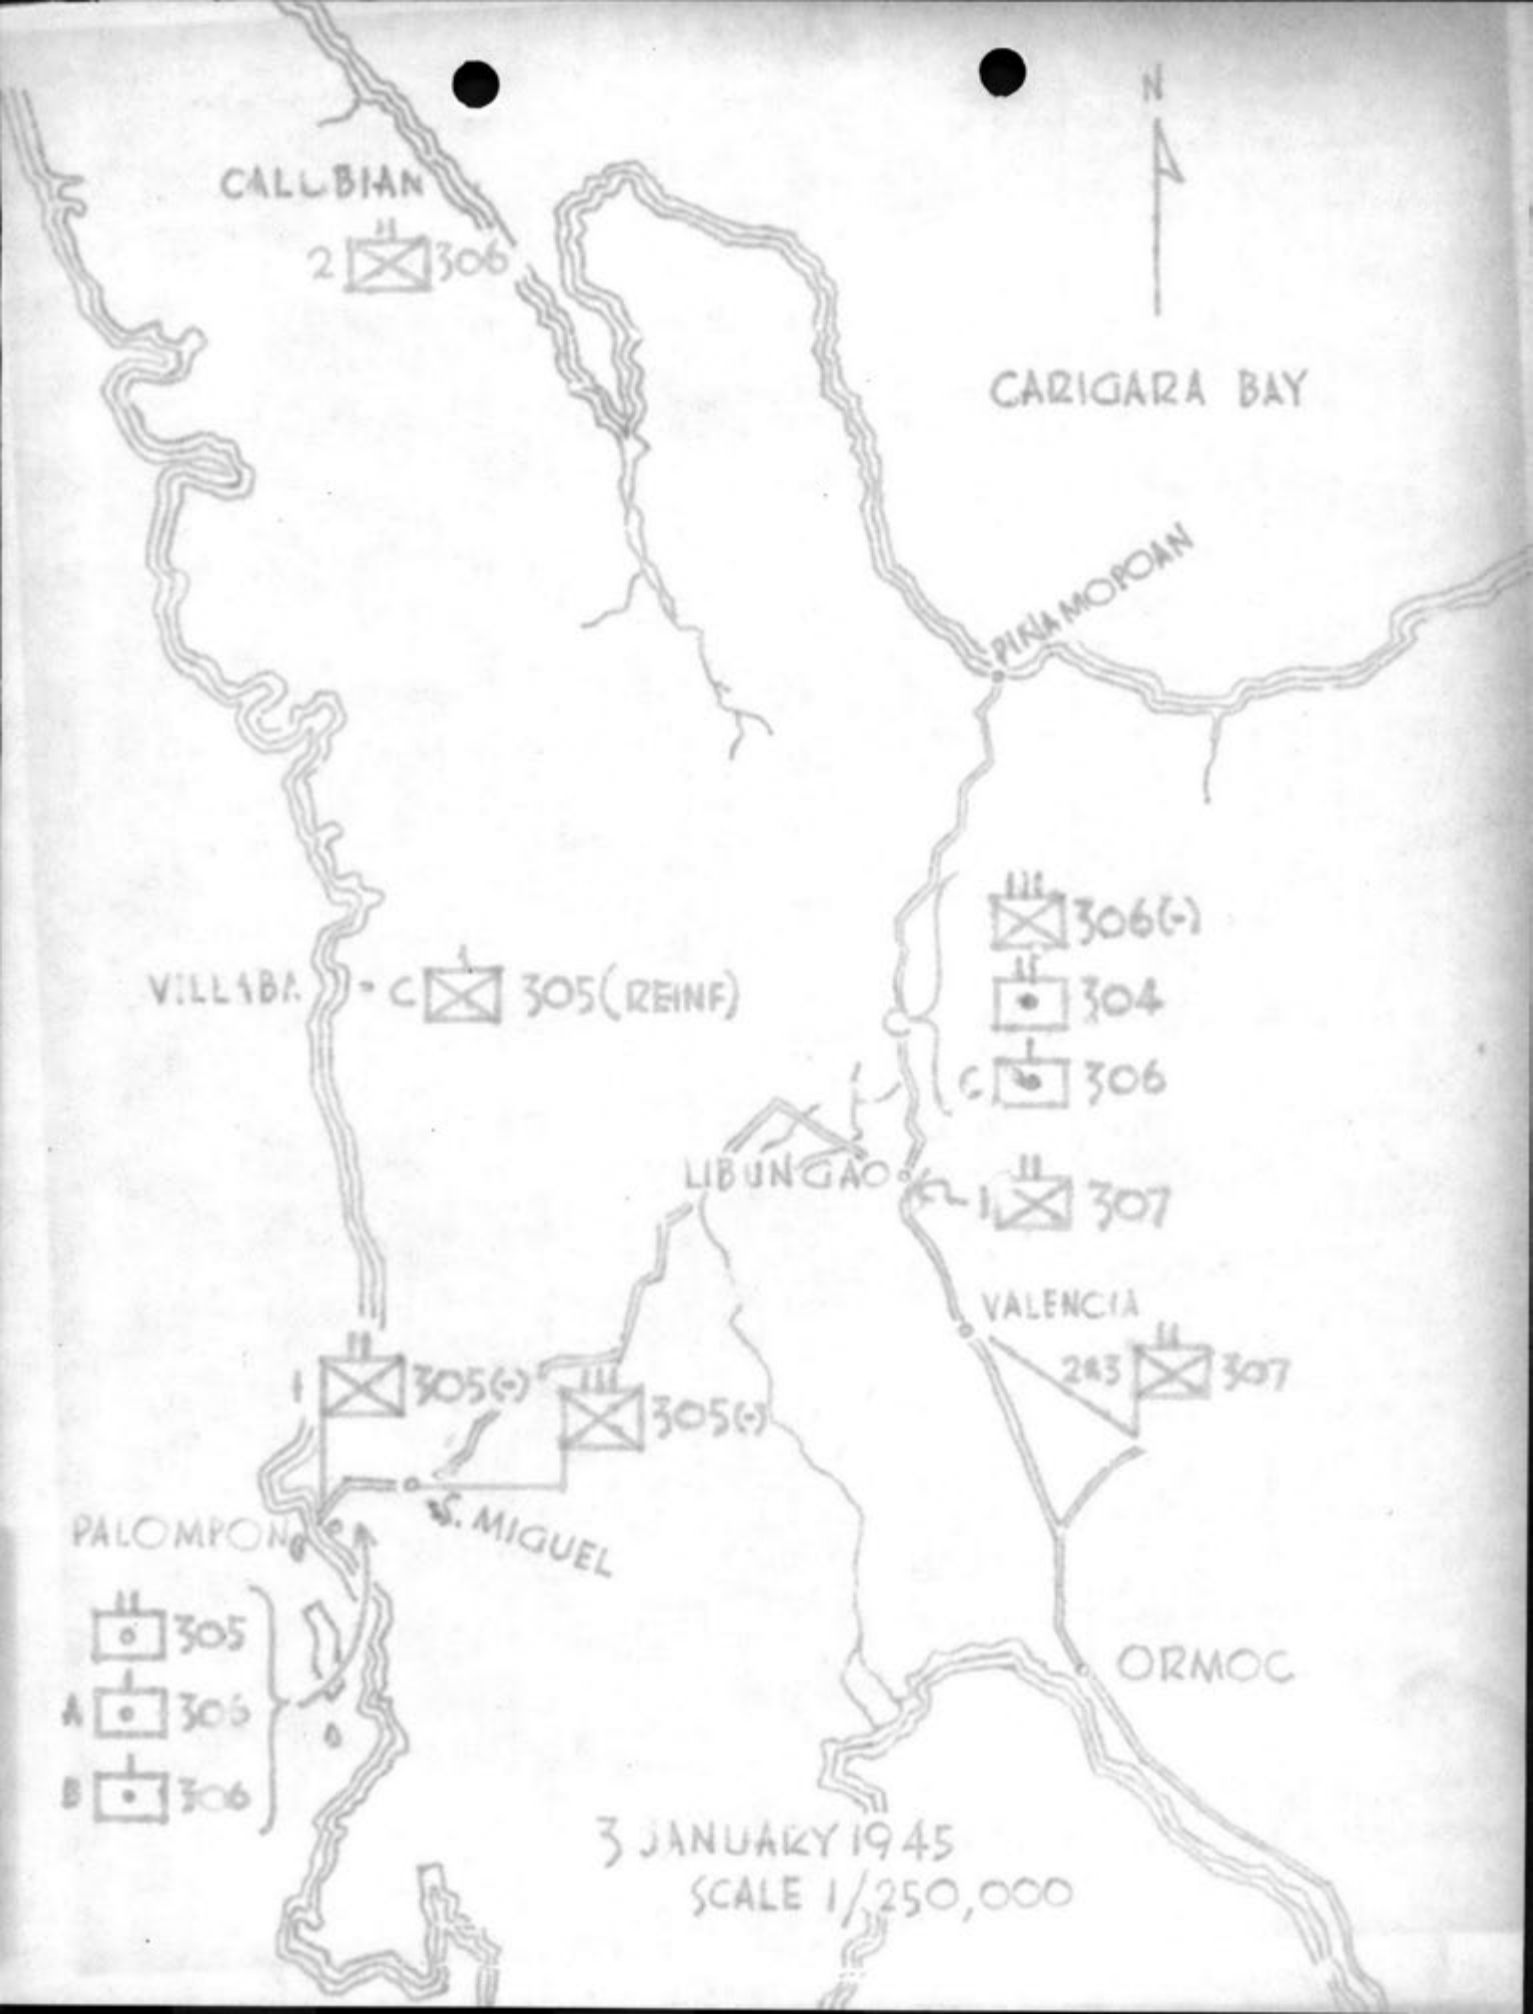 N
CALUBIAN
2 306
CARIGARA BAY
PINAMOPOAN
306(-)
304
C 306
VILLABA
C 305 (REINF)
LIBUNGAO
1 307
VALENCIA
2&3 307
1 305(-)
305(-)
S. MIGUEL
PALOMPON
305
A 306
B 306
ORMOC
3 JANUARY 1945
SCALE 1/250,000